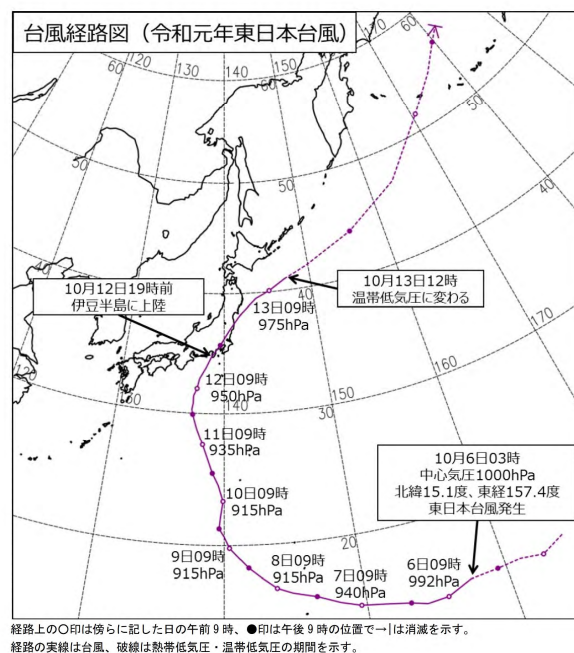 台風経路図（令和元年東日本台風）
60
130
140
150
60
50
120
50
50
40
10月12日19時前
伊豆半島に上陸
10月13日12時
温帯低気圧に変わる
13日09時
975hPa
40
170
160
12日09時
950hPa
120
140
30
150
11日09時
935hPa
10月6日03時
中心気圧1000hPa
北緯15.1度、東経157.4度
東日本台風発生
10日09時
915hPa
9日09時
915hPa
8日09時
915hPa
20
7日09時
940hPa
6日09時
992hPa
経路上の〇印は傍らに記した日の午前9時、●印は午後9時の位置で→|は消滅を示す。
経路の実線は台風、破線は熱帯低気圧・温帯低気圧の期間を示す。